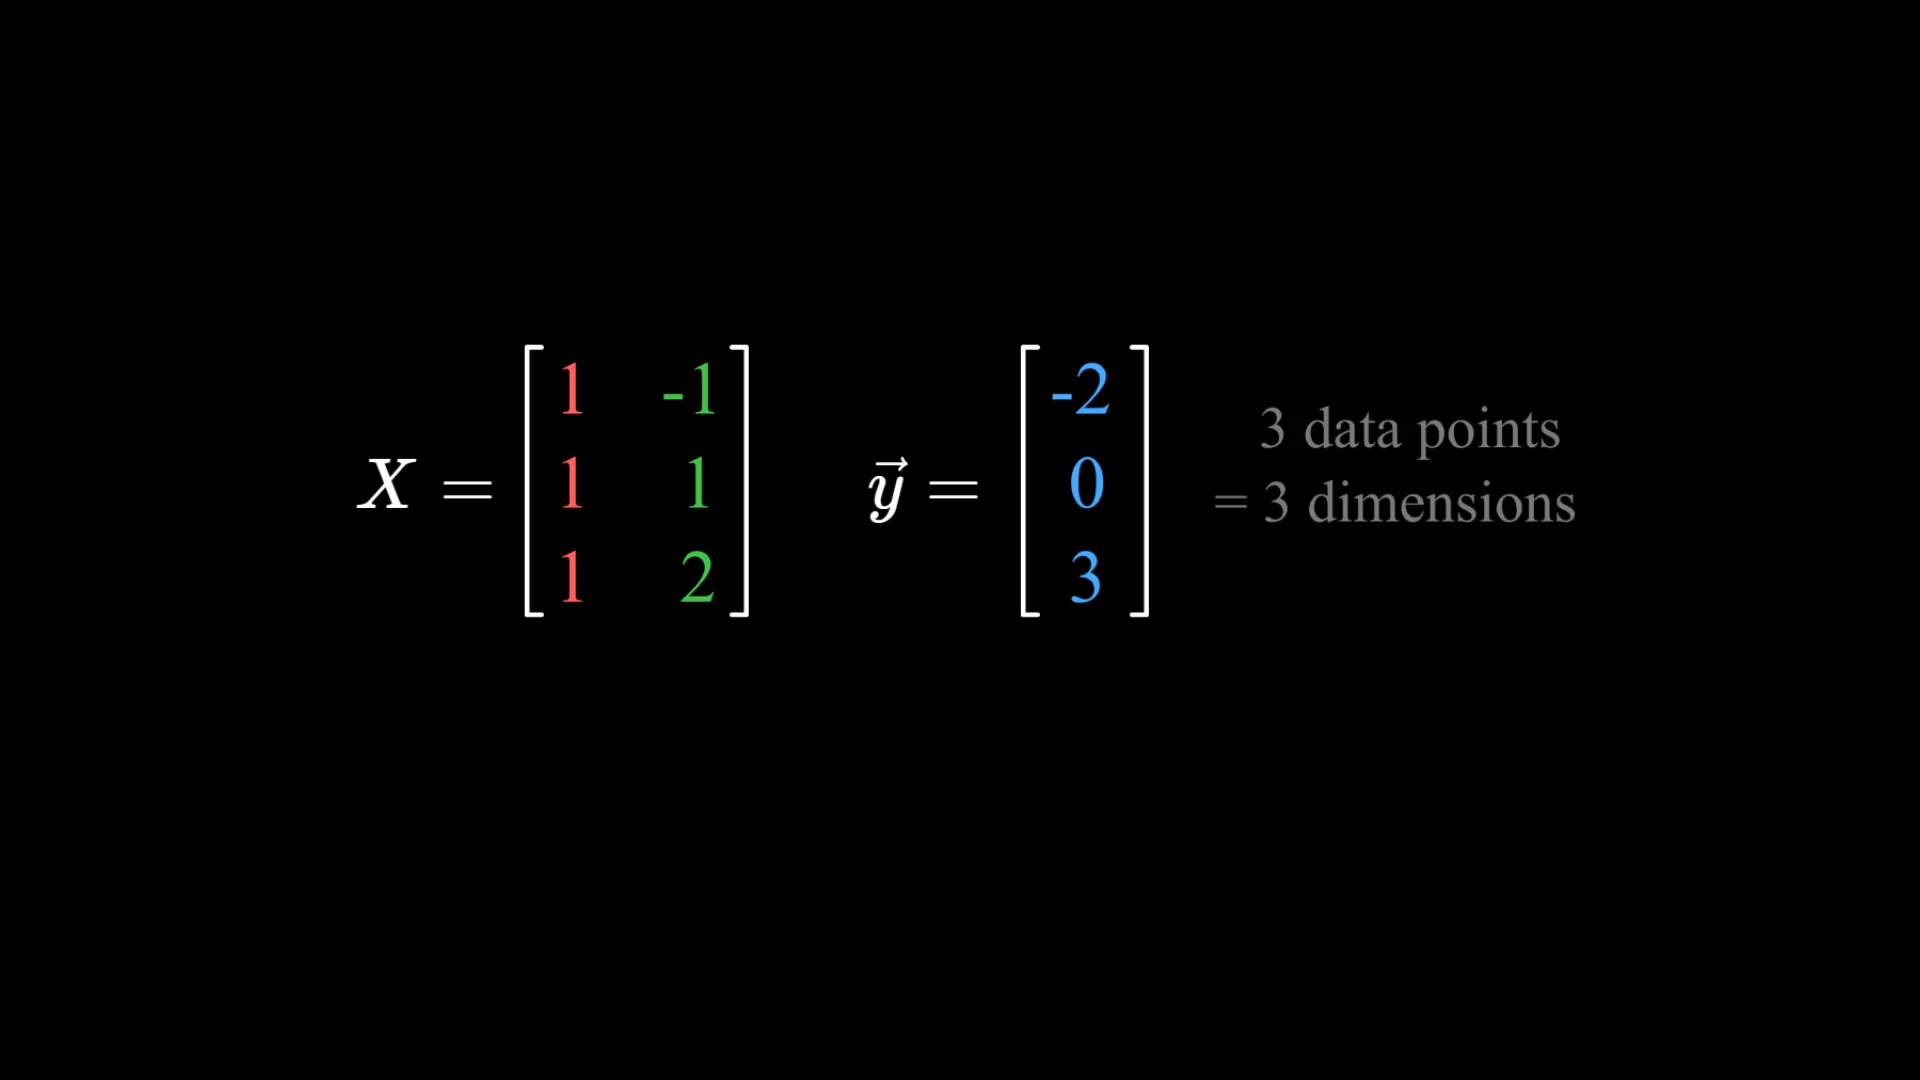 X = [ 1 -1
1 1
1 2 ]
y⃗ = [ -2
0
3 ]
3 data points
= 3 dimensions